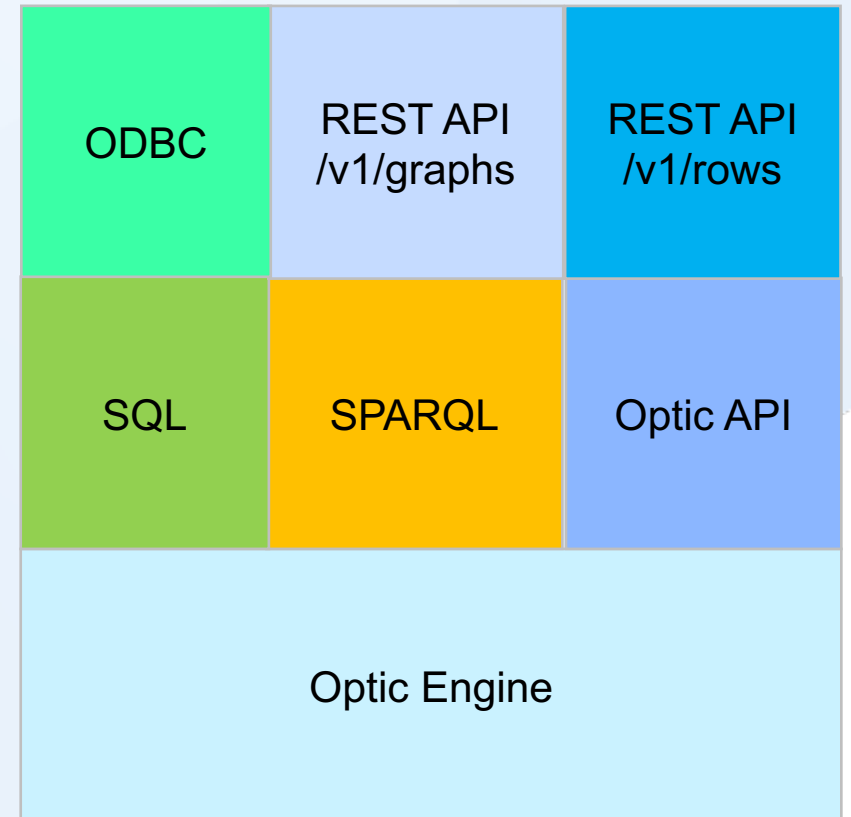 ODBC
REST API
/v1/graphs
REST API
/v1/rows
SQL
SPARQL
Optic API
Optic Engine